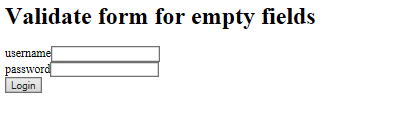 Validate form for empty fields
username
password
Login